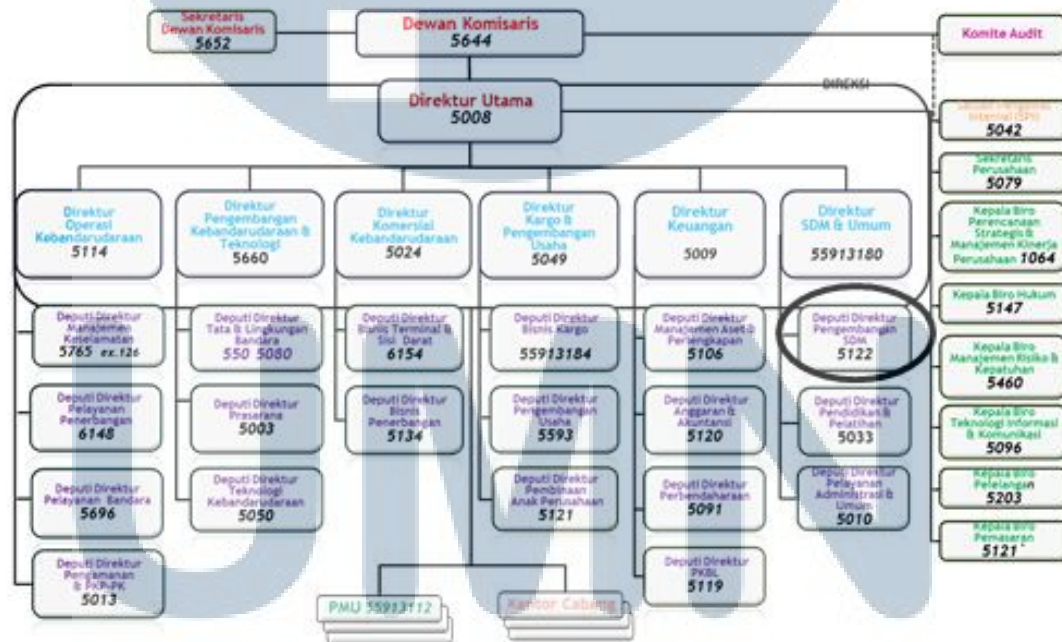 Sekretaris
Dewan Komisaris
5652
Dewan Komisaris
5644
Komite Audit
DIREKSI
Direktur Utama
5008
Internal (SPI)
5042
Sekretaris
Perusahaan
5079
Kepala Biro
Perencanaan
Strategis &
Manajemen Kinerja
Perusahaan 1064
Kepala Biro Hukum
5147
Kepala Biro
Manajemen Risiko &
Kepatuhan
5460
Kepala Biro
Teknologi Informasi
& Komunikasi
5096
Kepala Biro
Pelelangan
5203
Kepala Biro
Pemasaran
5121
Direktur
Operasi
Kebandarudaraan
5114
Direktur
Pengembangan
Kebandarudaraan &
Teknologi
5660
Direktur
Komersial
Kebandarudaraan
5024
Direktur
Kargo &
Pengembangan
Usaha
5049
Direktur
Keuangan
5009
Direktur
SDM & Umum
55913180
Deputi Direktur
Manajemen
Keselamatan
5765 ex.126
Deputi Direktur
Pelayanan
Penerbangan
6148
Deputi Direktur
Pelayanan Bandara
5696
Deputi Direktur
Pengamanan
& PKP-PK
5013
Deputi Direktur
Tata & Lingkungan
Bandara
550 5080
Deputi Direktur
Prasarana
5003
Deputi Direktur
Teknologi
Kebandarudaraan
5050
Deputi Direktur
Bisnis Terminal &
Sisi Darat
6154
Deputi Direktur
Bisnis
Penerbangan
5134
Deputi Direktur
Bisnis Kargo
55913184
Deputi Direktur
Pengembangan
Usaha
5593
Deputi Direktur
Pembinaan
Anak Perusahaan
5121
Deputi Direktur
Manajemen Aset &
Perlengkapan
5106
Deputi Direktur
Anggaran &
Akuntansi
5120
Deputi Direktur
Perbendaharaan
5091
Deputi Direktur
PKBL
5119
Deputi Direktur
Pengembangan
SDM
5122
Deputi Direktur
Pendidikan &
Pelatihan
5033
Deputi Direktur
Pelayanan
Administrasi &
Umum
5010
PMU 55913112
Kantor Cabang
UMN